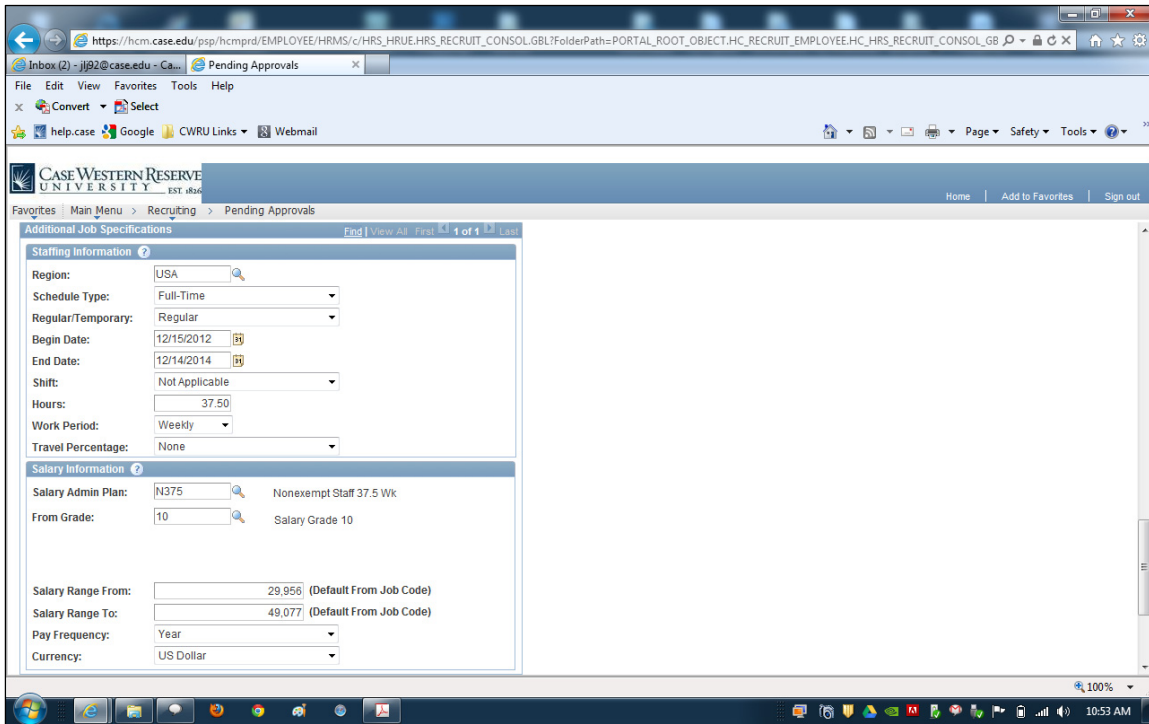 https://hcm.case.edu/psp/hcmprd/EMPLOYEE/HRMS/c/HRS_HRUE.HRS_RECRUIT_CONSOL.GBL?FolderPath=PORTAL_ROOT_OBJECT.HC_RECRUIT_EMPLOYEE.HC_HRS_RECRUIT_CONSOL_GB
Inbox (2) - jlj92@case.edu - Ca... Pending Approvals
File Edit View Favorites Tools Help
Convert Select
help.case Google CWRU Links Webmail Page Safety Tools
CASE WESTERN RESERVE
UNIVERSITY EST. 1826
Home | Add to Favorites | Sign out
Favorites Main Menu > Recruiting > Pending Approvals
Additional Job Specifications Find | View All First 1 of 1 Last
Staffing Information ?
Region: USA
Schedule Type: Full-Time
Regular/Temporary: Regular
Begin Date: 12/15/2012
End Date: 12/14/2014
Shift: Not Applicable
Hours: 37.50
Work Period: Weekly
Travel Percentage: None
Salary Information ?
Salary Admin Plan: N375 Nonexempt Staff 37.5 Wk
From Grade: 10 Salary Grade 10
Salary Range From: 29,956 (Default From Job Code)
Salary Range To: 49,077 (Default From Job Code)
Pay Frequency: Year
Currency: US Dollar
100%
10:53 AM